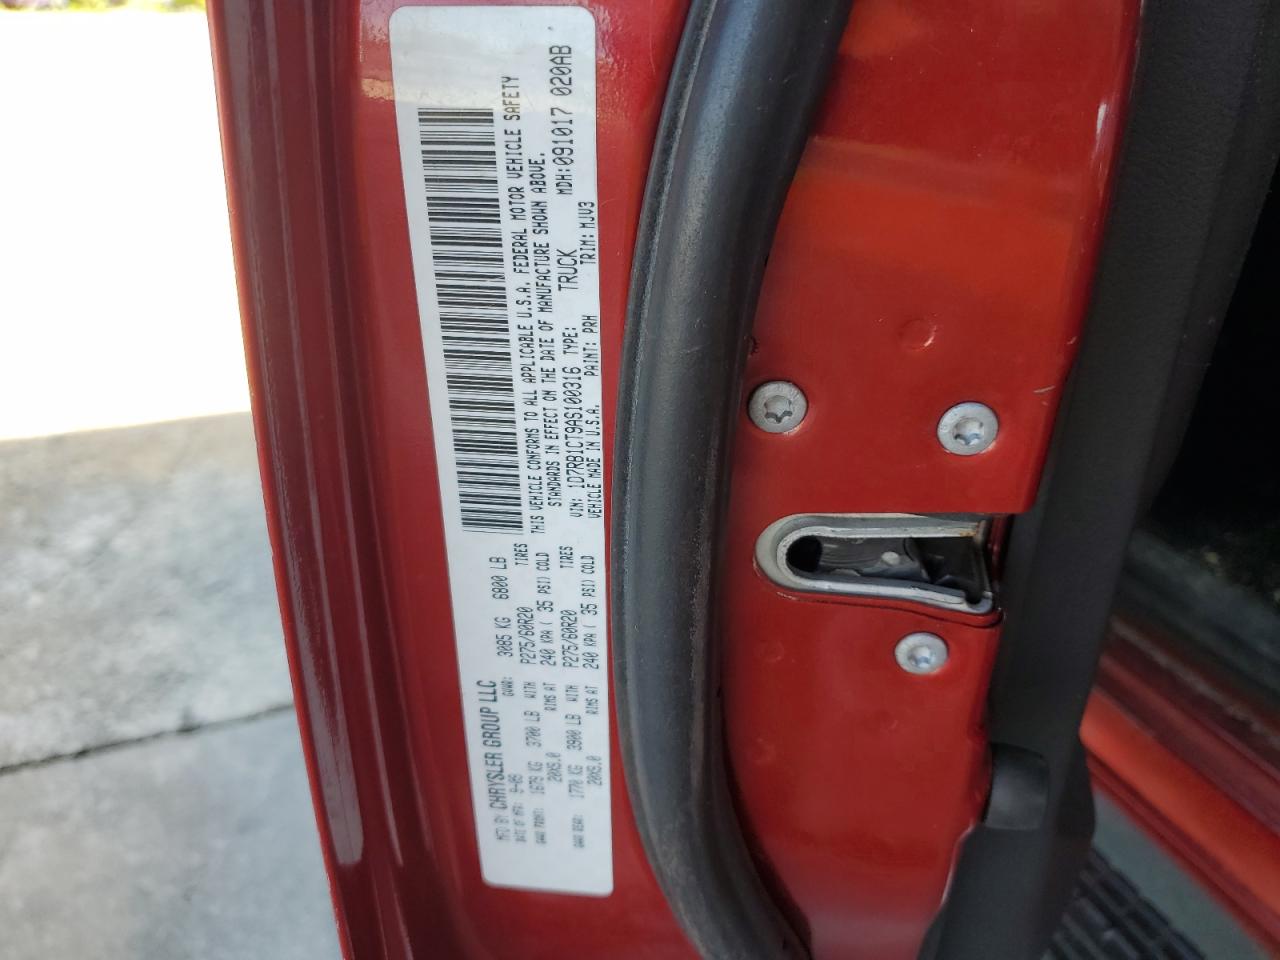 MFD BY CHRYSLER GROUP LLC
DATE OF MFR: 9-09 GVWR: 3085 KG 6800 LB
GAWR FRONT: 1679 KG 3700 LB WITH P275/60R20 TIRES
20X9.0 RIMS AT 240 KPA ( 35 PSI) COLD
GAWR REAR: 1770 KG 3900 LB WITH P275/60R20 TIRES
20X9.0 RIMS AT 240 KPA ( 35 PSI) COLD
THIS VEHICLE CONFORMS TO ALL APPLICABLE U.S.A. FEDERAL MOTOR VEHICLE SAFETY
STANDARDS IN EFFECT ON THE DATE OF MANUFACTURE SHOWN ABOVE.
VIN: 1D7RB1CT9AS100316 TYPE: TRUCK MDH:091017 020AB
VEHICLE MADE IN U.S.A. PAINT: PRH TRIM: MJV3